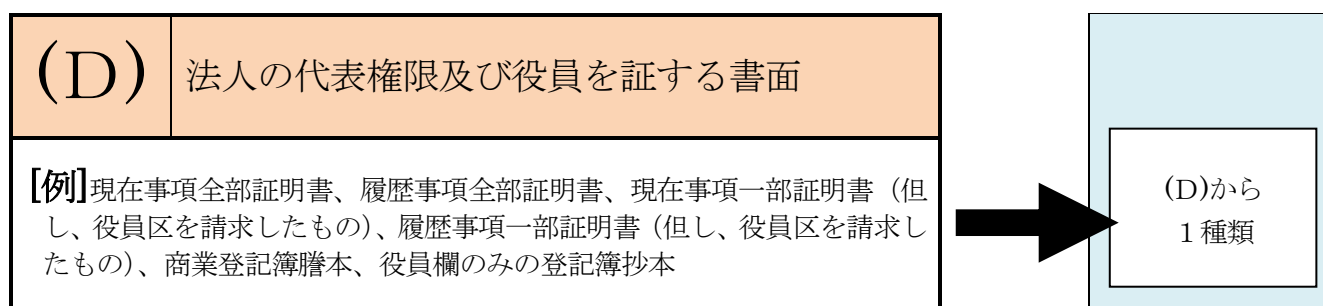 (D) 法人の代表権限及び役員を証する書面
[例]現在事項全部証明書、履歴事項全部証明書、現在事項一部証明書（但
し、役員区を請求したもの）、履歴事項一部証明書（但し、役員区を請求し
たもの）、商業登記簿謄本、役員欄のみの登記簿抄本
(D)から
１種類